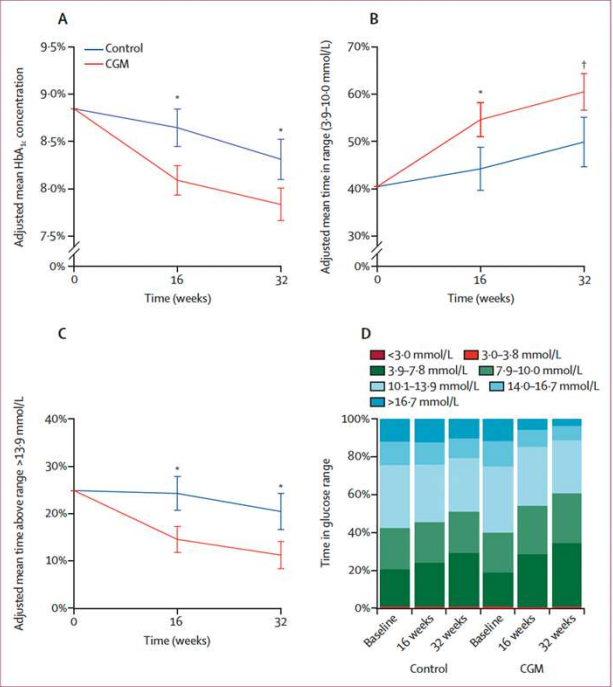 A
9·5%
9·0%
8·5%
8·0%
7·5%
0%
Adjusted mean HbA1c concentration
Control
CGM
*
*
0
16
32
Time (weeks)
B
70%
60%
50%
40%
30%
0%
Adjusted mean time in range (3·9–10·0 mmol/L)
*
†
0
16
32
Time (weeks)
C
40%
30%
20%
10%
0%
Adjusted mean time above range >13·9 mmol/L
*
*
0
16
32
Time (weeks)
D
<3·0 mmol/L 3·0–3·8 mmol/L
3·9–7·8 mmol/L 7·9–10·0 mmol/L
10·1–13·9 mmol/L 14·0–16·7 mmol/L
>16·7 mmol/L
100%
80%
60%
40%
20%
0%
Time in glucose range
Baseline
16 weeks
32 weeks
Baseline
16 weeks
32 weeks
Control
CGM